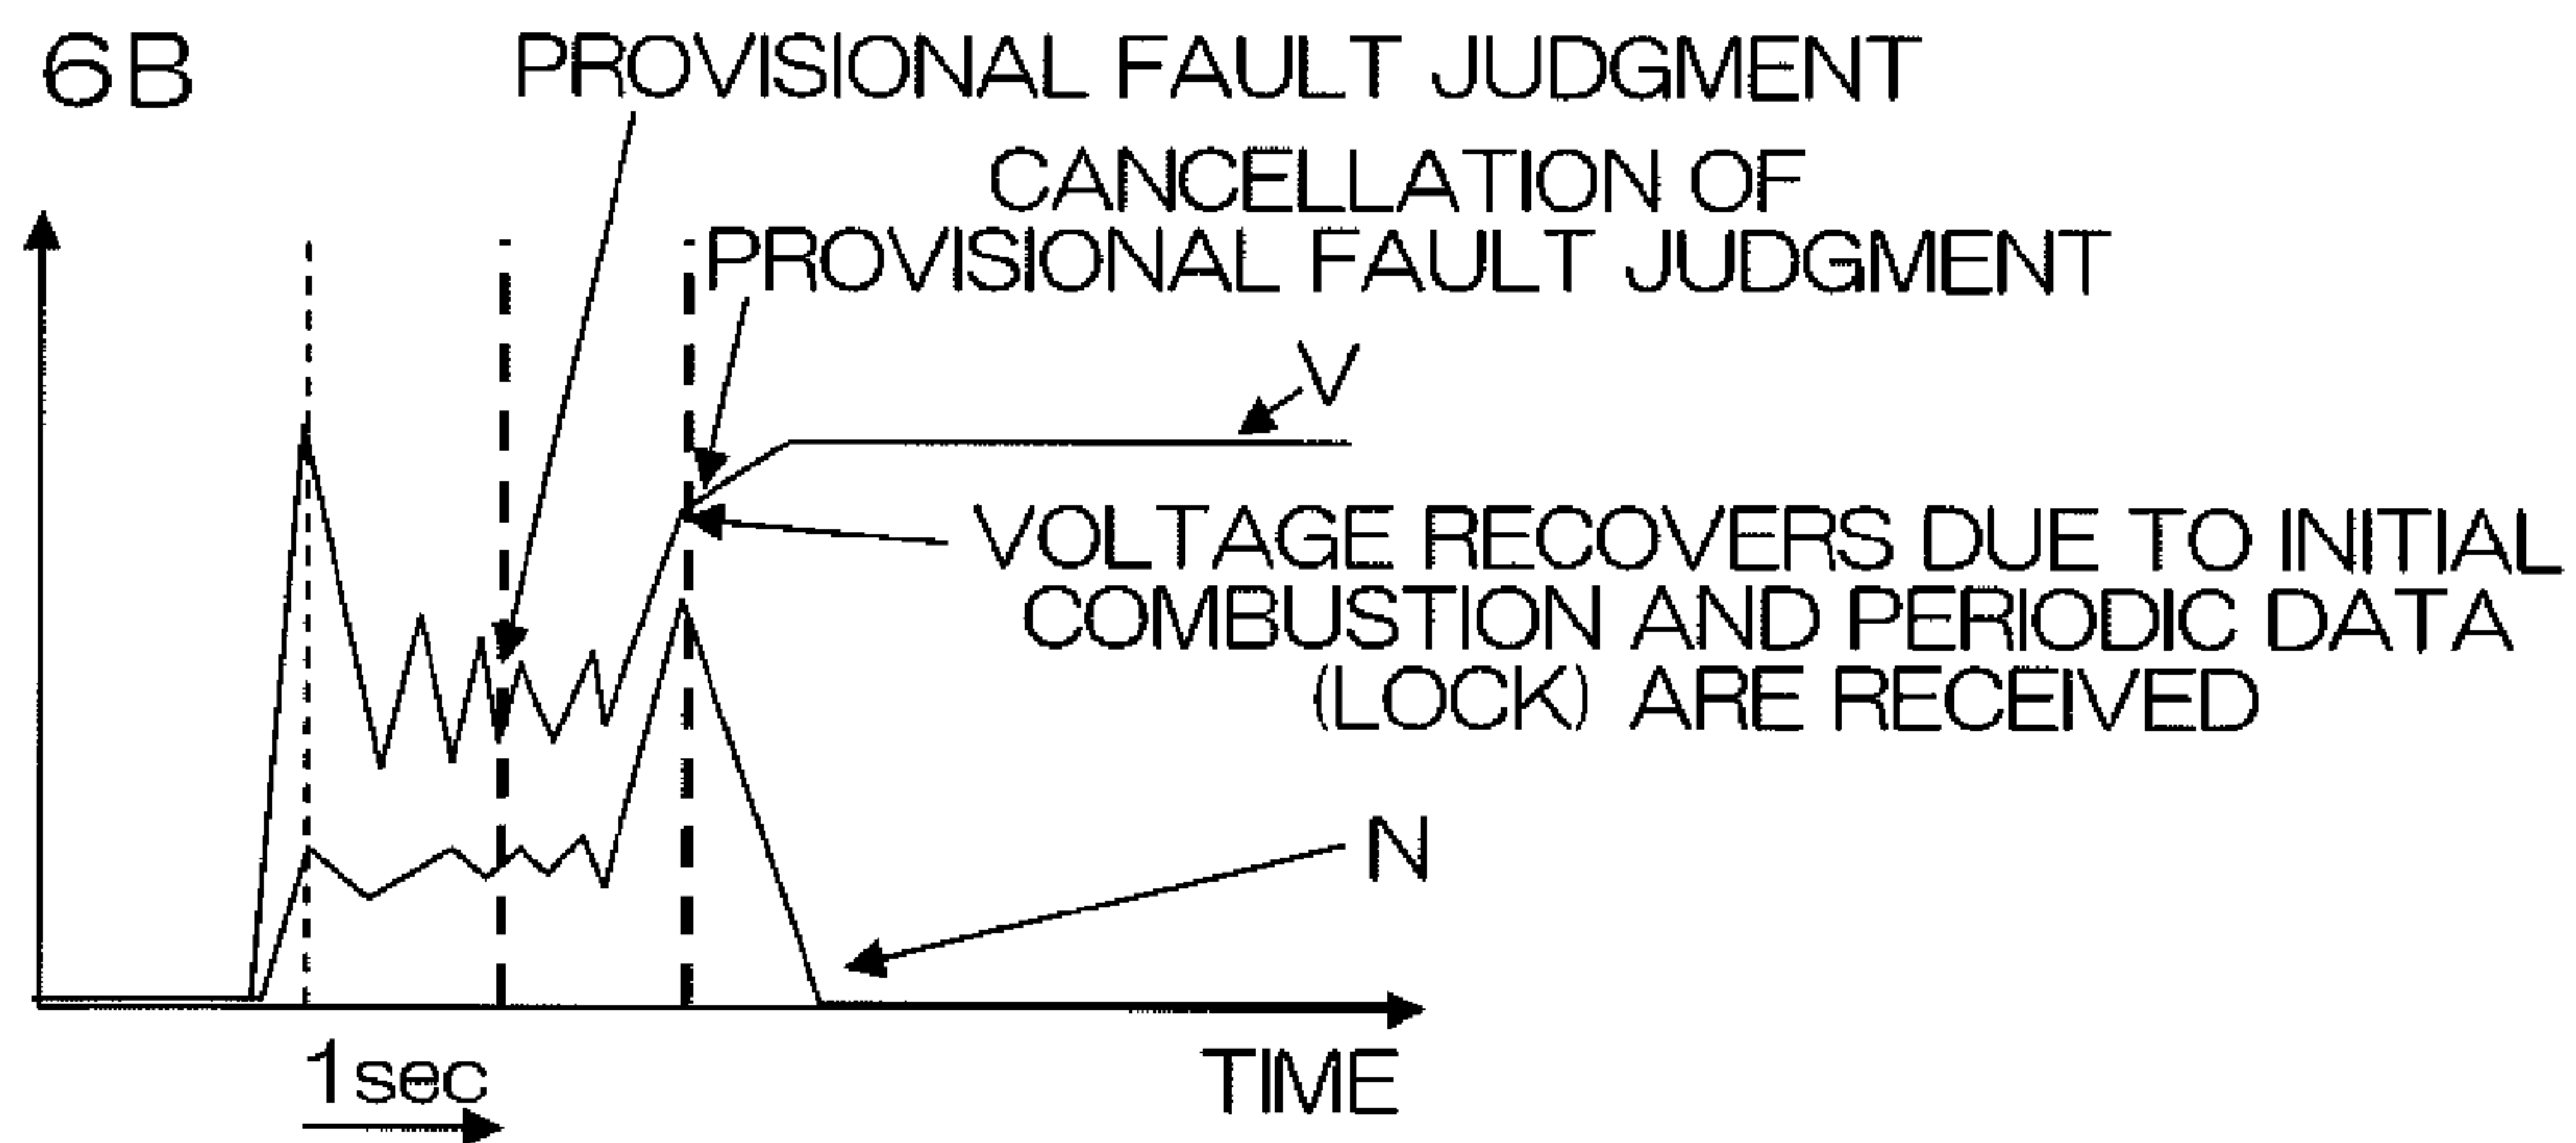 6B
PROVISIONAL FAULT JUDGMENT
CANCELLATION OF
PROVISIONAL FAULT JUDGMENT
V
VOLTAGE RECOVERS DUE TO INITIAL
COMBUSTION AND PERIODIC DATA
(LOCK) ARE RECEIVED
N
1sec
TIME